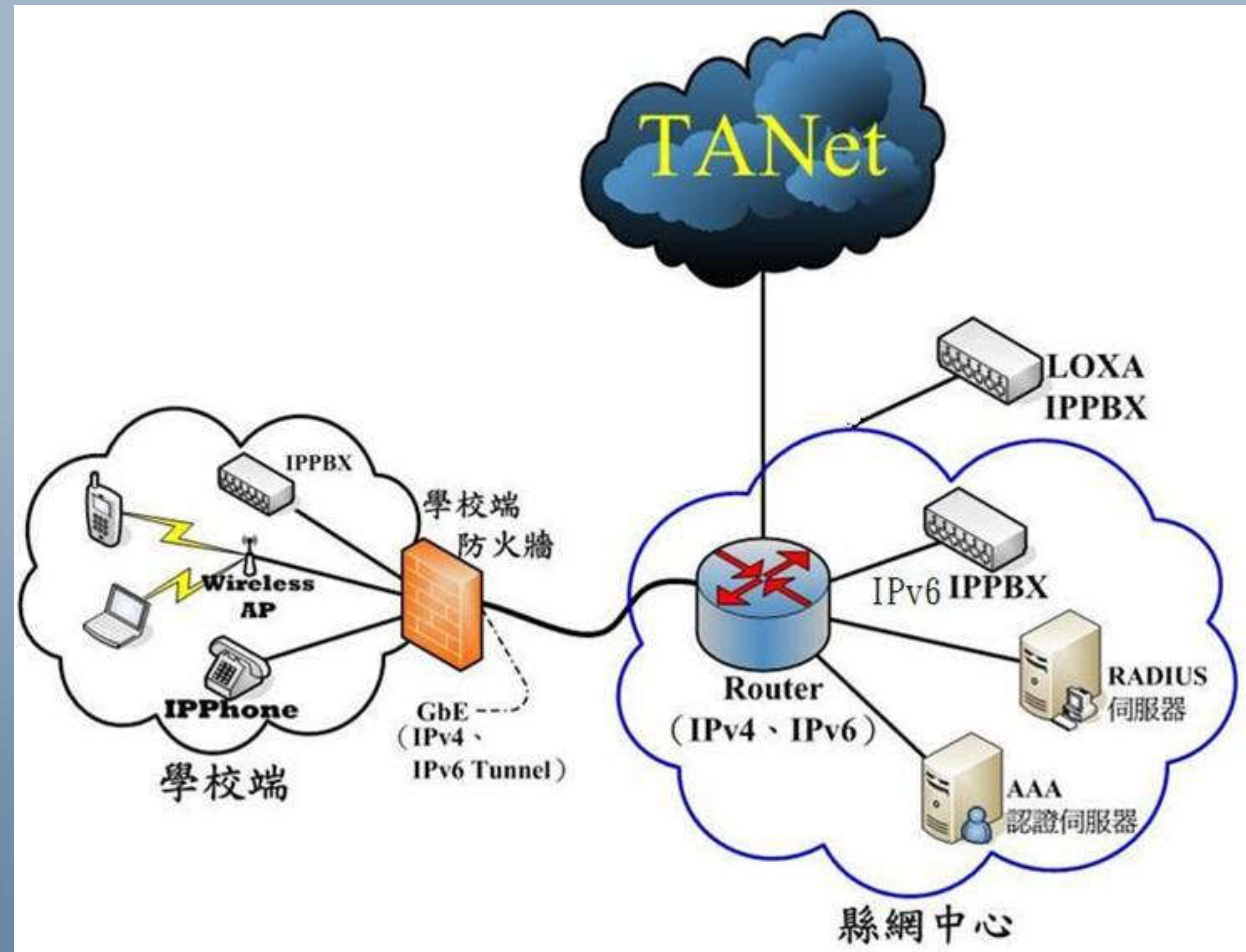 TANet
LOXA
IPPBX
IPPBX
學校端
防火牆
Wireless
AP
IPPhone
GbE
（IPv4、
IPv6 Tunnel）
學校端
IPv6 IPPBX
Router
（IPv4、IPv6）
RADIUS
伺服器
AAA
認證伺服器
縣網中心